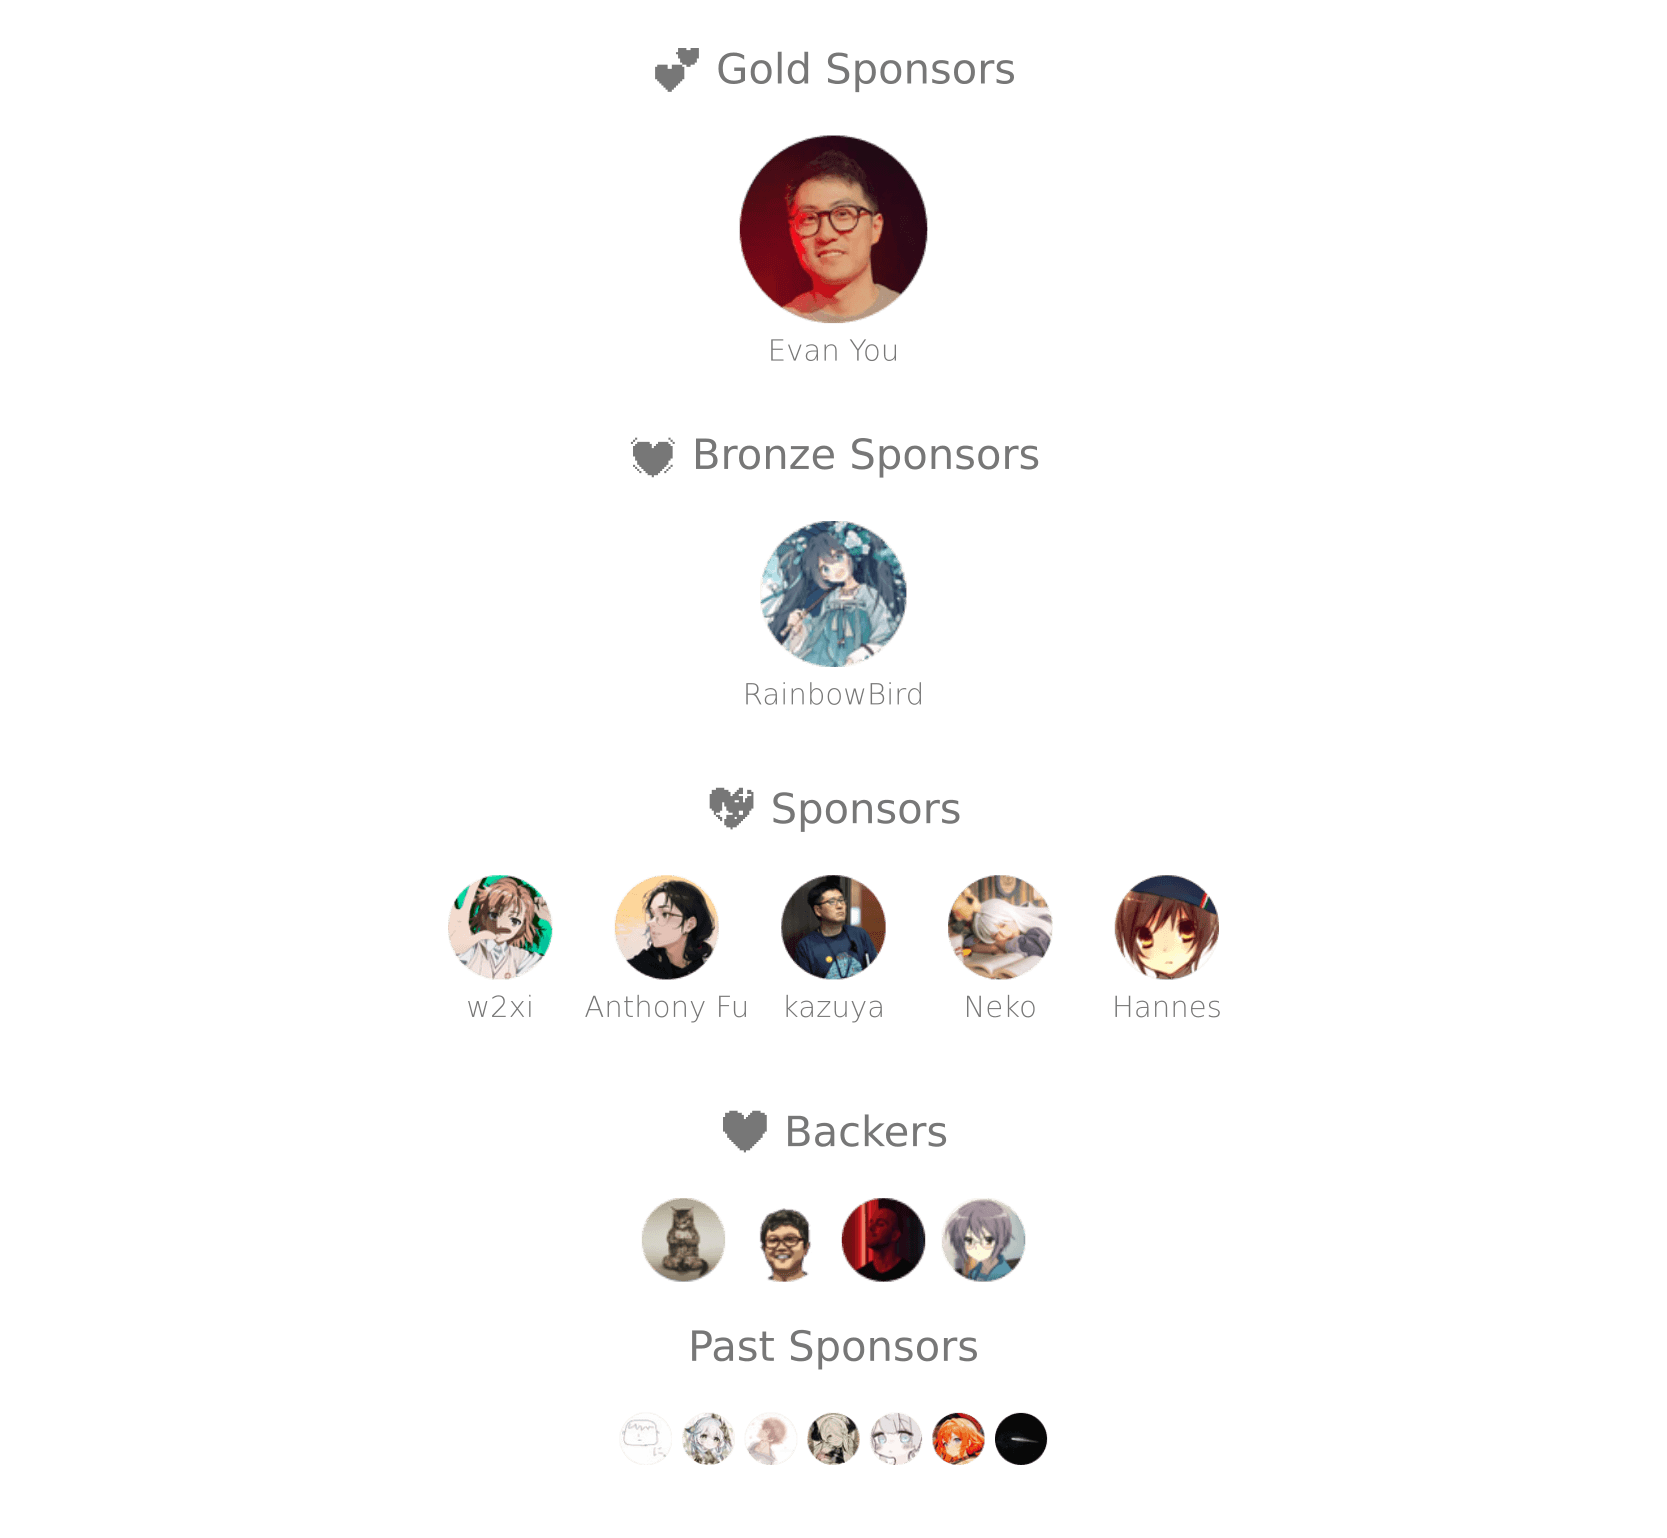 Gold Sponsors
Evan You
Bronze Sponsors
RainbowBird
Sponsors
w2xi Anthony Fu kazuya Neko Hannes
Backers
Past Sponsors